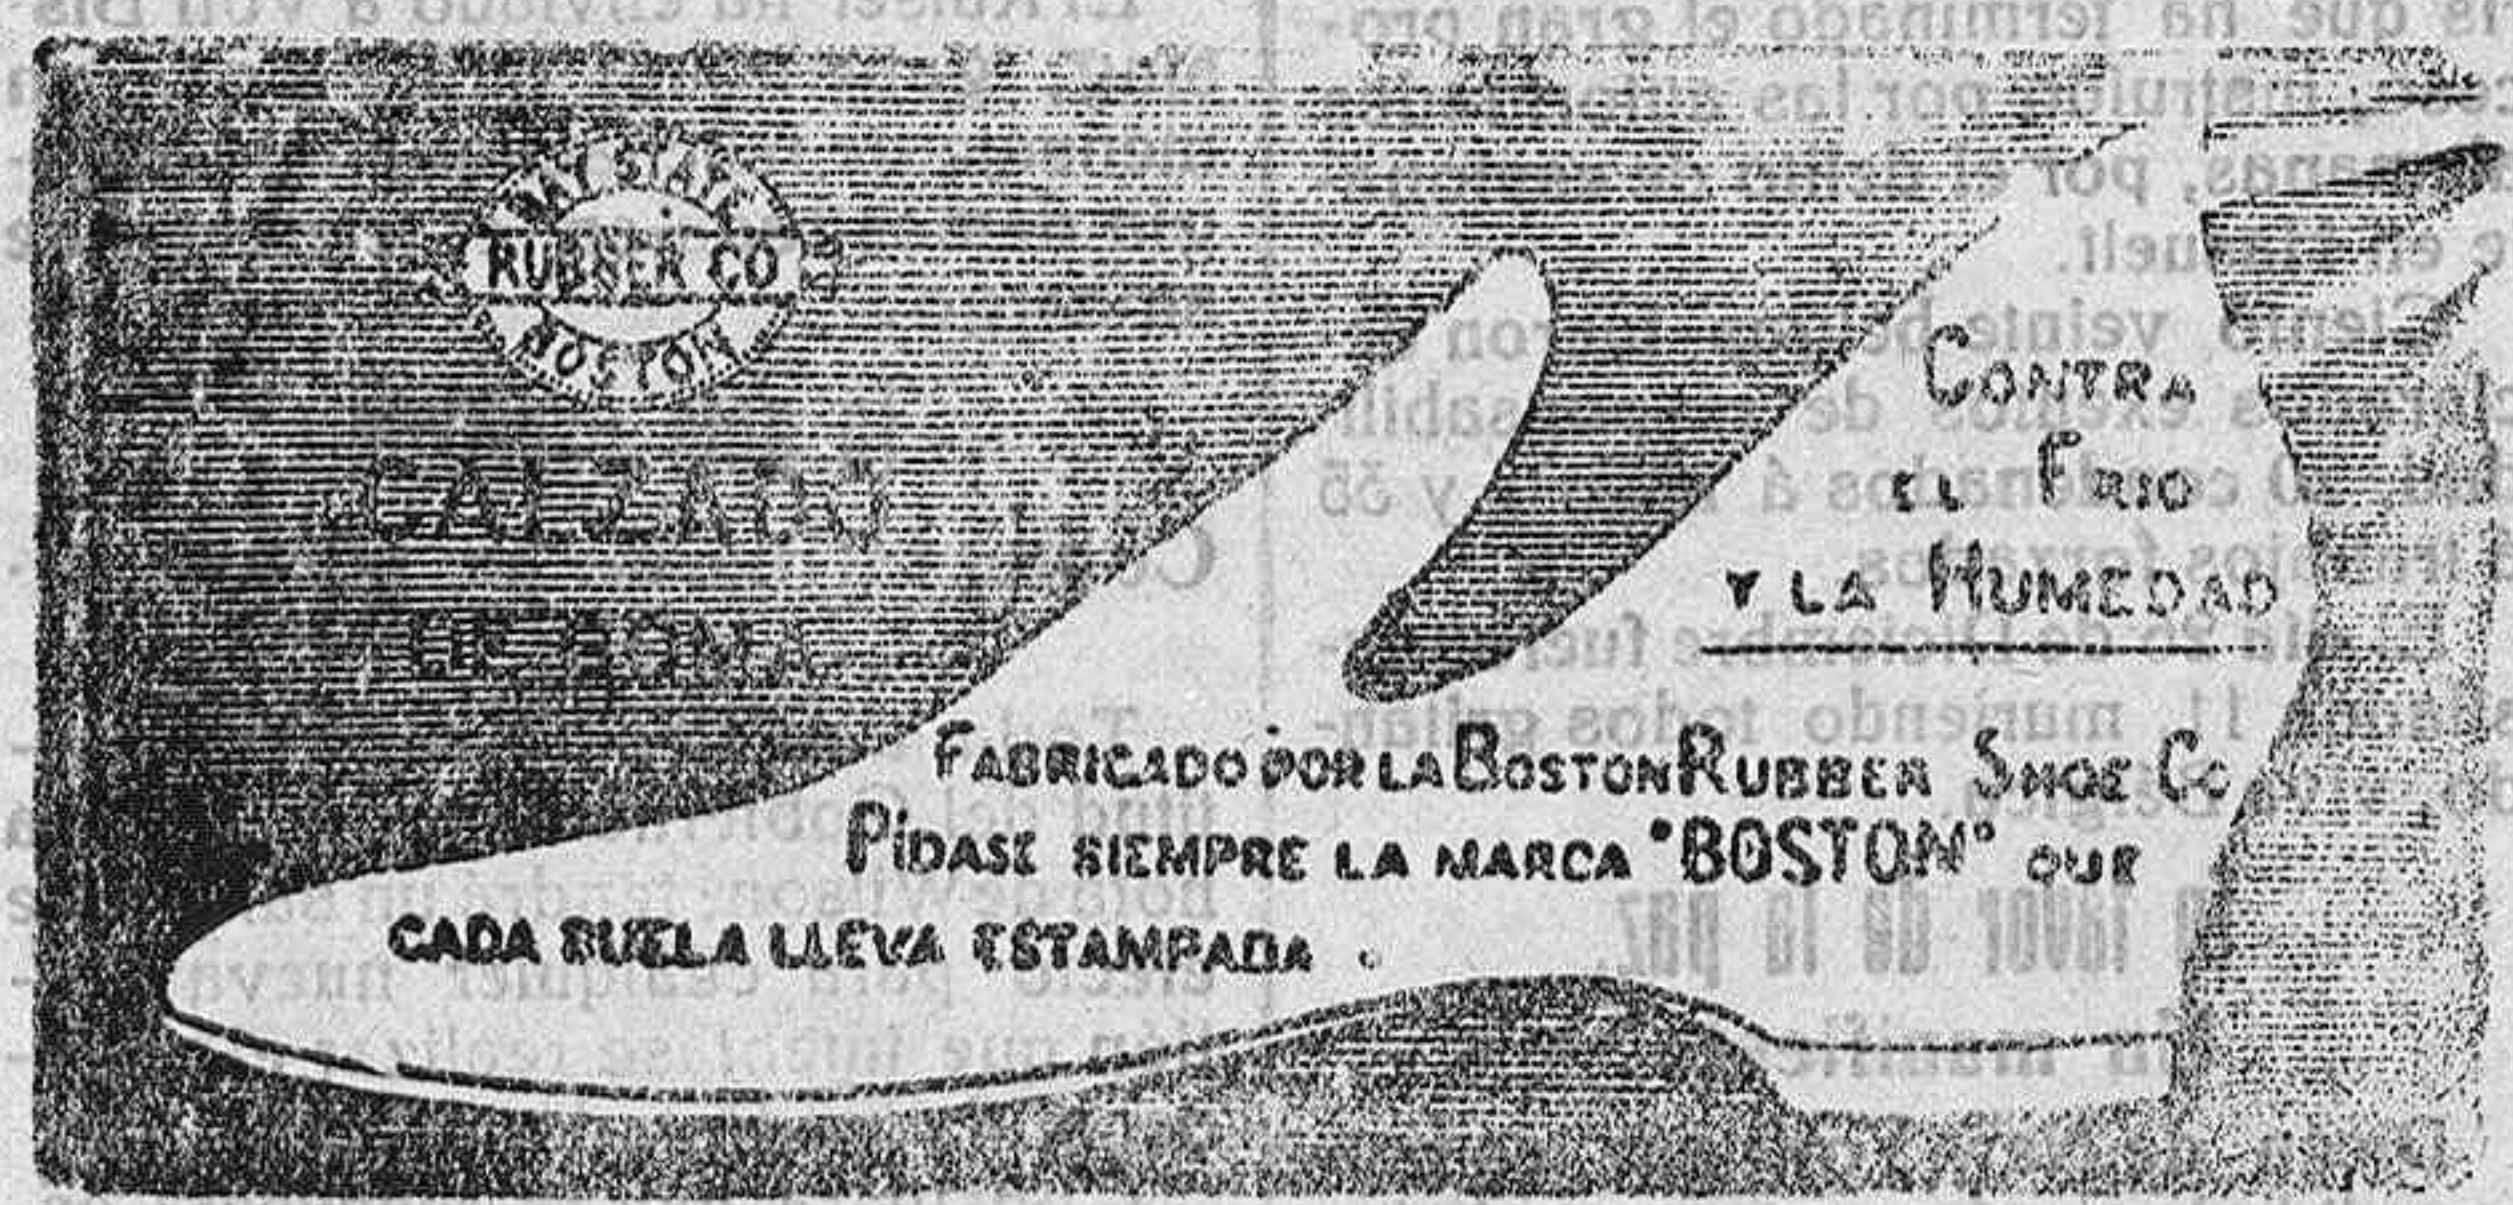 BAY STATE
RUBBER CO
BOSTON
CALZADO
DE GOMA
CONTRA
EL FRIO
Y LA HUMEDAD
FABRICADO POR LA BOSTON RUBBER SHOE CO
PÍDASE SIEMPRE LA MARCA "BOSTON" QUE
CADA SUELA LLEVA ESTAMPADA.